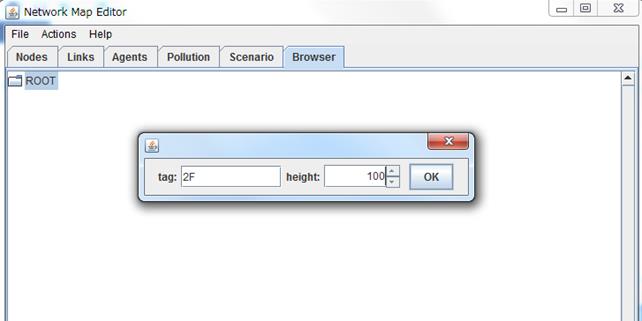 Network Map Editor
File Actions Help
Nodes Links Agents Pollution Scenario Browser
ROOT
tag: 2F height: 100 OK